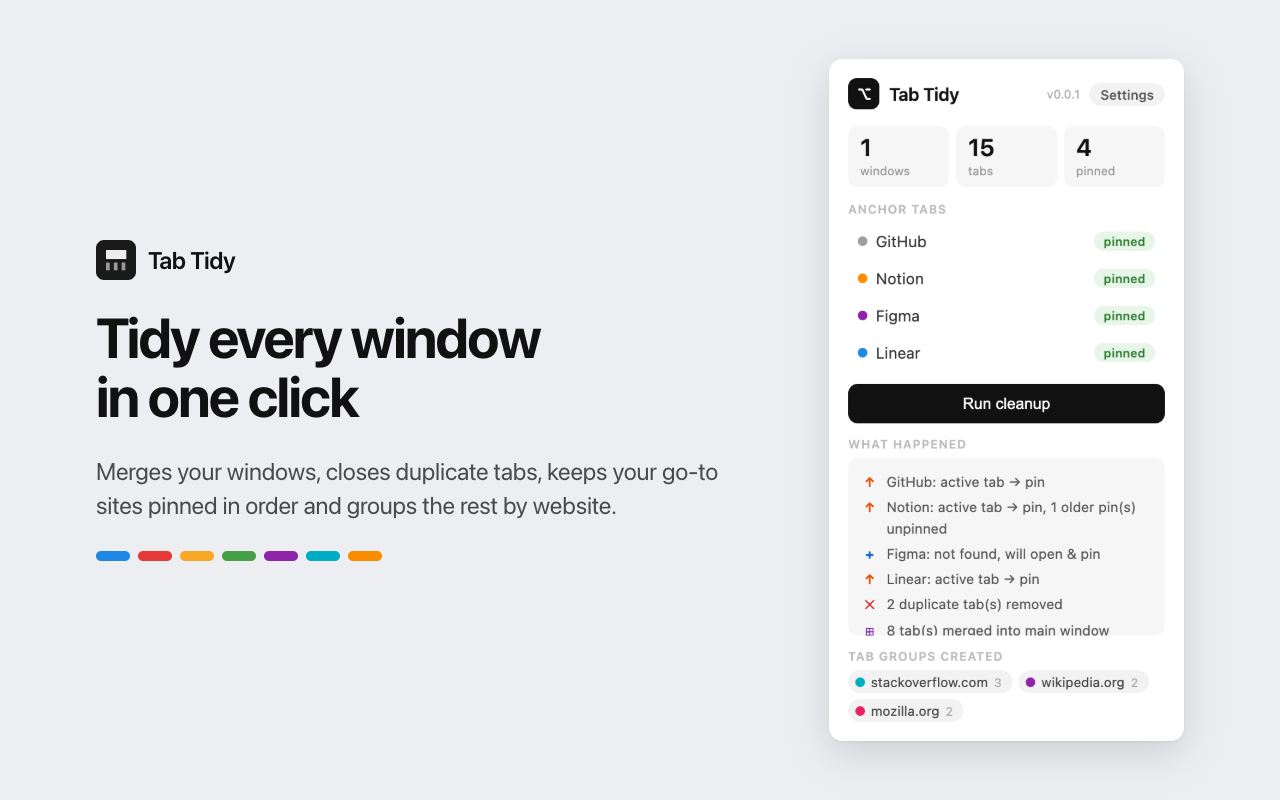 Tab Tidy
Tidy every window
in one click
Merges your windows, closes duplicate tabs, keeps your go-to
sites pinned in order and groups the rest by website.
Tab Tidy
v0.0.1
Settings
1
windows
15
tabs
4
pinned
ANCHOR TABS
GitHub
pinned
Notion
pinned
Figma
pinned
Linear
pinned
Run cleanup
WHAT HAPPENED
↑ GitHub: active tab → pin
↑ Notion: active tab → pin, 1 older pin(s)
unpinned
+ Figma: not found, will open & pin
↑ Linear: active tab → pin
✕ 2 duplicate tab(s) removed
⊞ 8 tab(s) merged into main window
TAB GROUPS CREATED
stackoverflow.com 3
wikipedia.org 2
mozilla.org 2